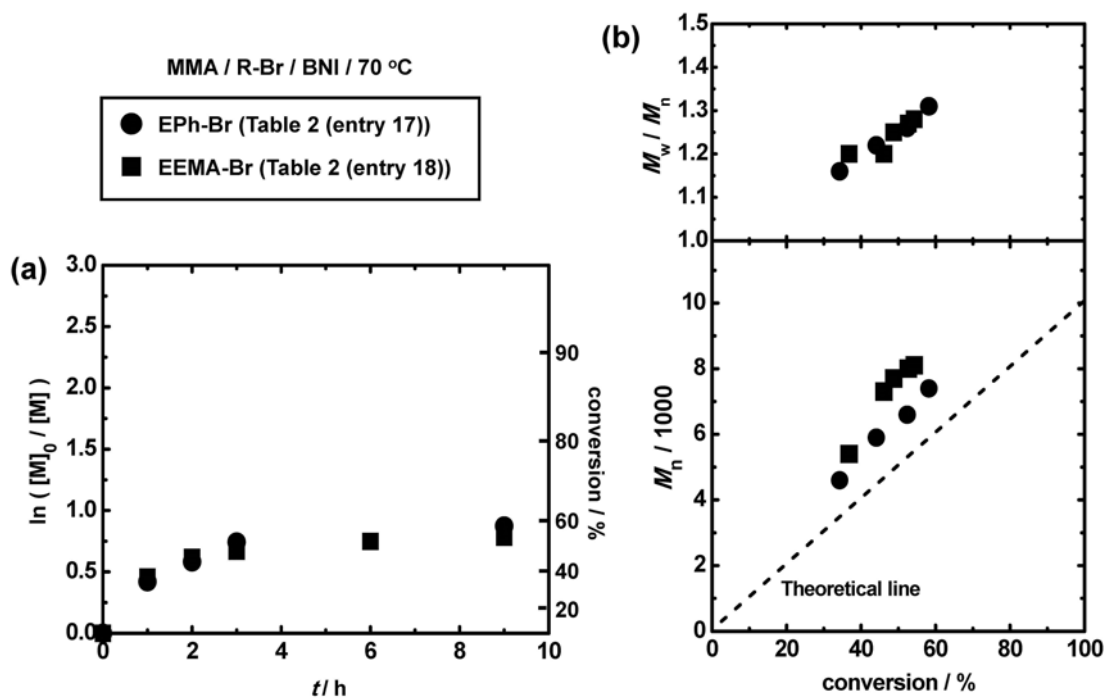 MMA / R-Br / BNI / 70 °C
EPh-Br (Table 2 (entry 17))
EEMA-Br (Table 2 (entry 18))
(a)
3.0
2.5
2.0
1.5
1.0
0.5
0.0
ln ( [M]0 / [M] )
90
80
60
40
20
conversion / %
0 2 4 6 8 10
t / h
(b)
1.5
1.4
1.3
1.2
1.1
1.0
Mw / Mn
10
8
6
4
2
0
Mn / 1000
Theoretical line
0 20 40 60 80 100
conversion / %